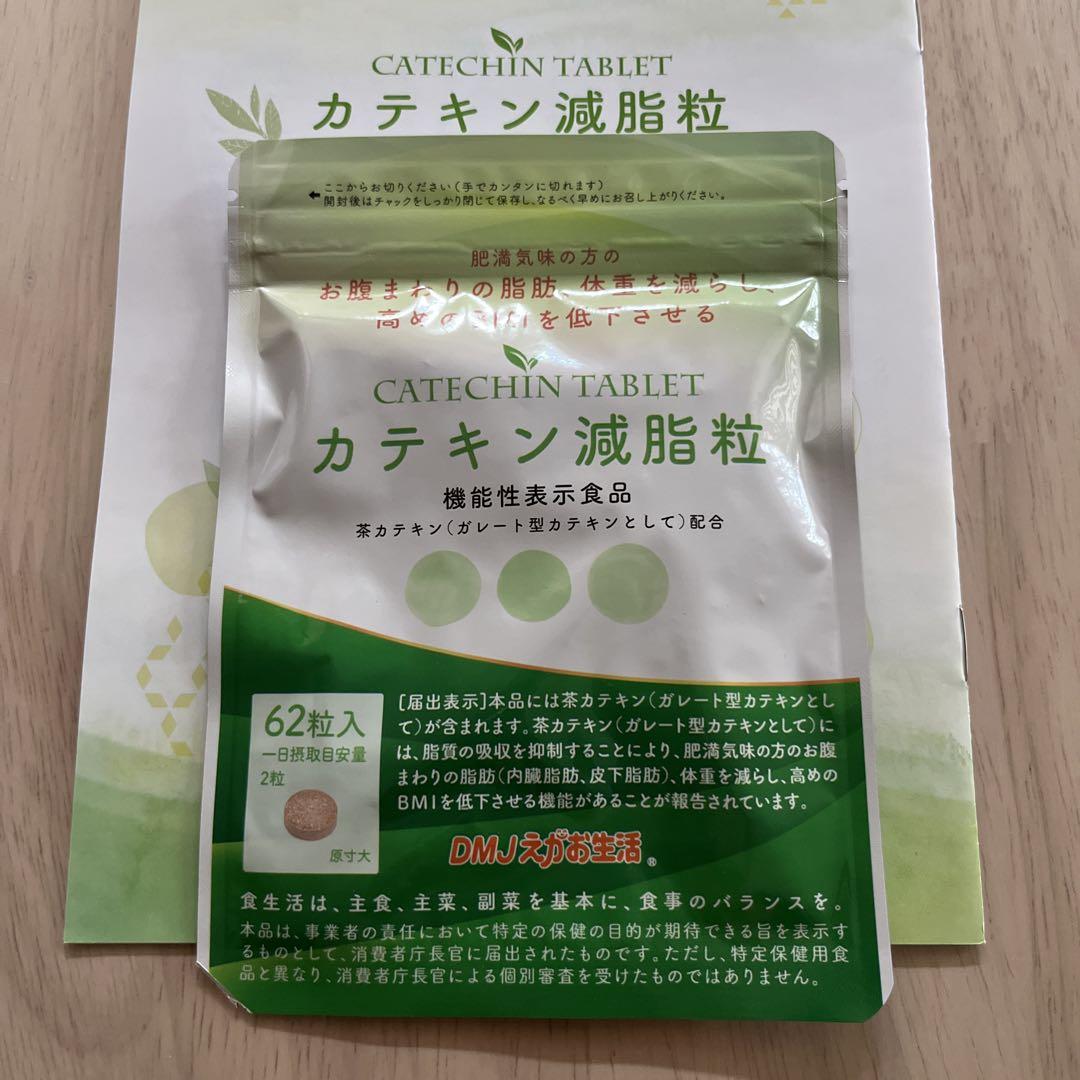 CATECHIN TABLET
カテキン減脂粒
←ここからお切りください(手でカンタンに切れます)
開封後はチャックをしっかり閉じて保存し、なるべく早めにお召し上がりください。
肥満気味の方の
お腹まわりの脂肪、体重を減らし、
高めのBMIを低下させる
CATECHIN TABLET
カテキン減脂粒
機能性表示食品
茶カテキン(ガレート型カテキンとして)配合
62粒入
一日摂取目安量
2粒
原寸大
[届出表示]本品には茶カテキン(ガレート型カテキンとし
て)が含まれます。茶カテキン(ガレート型カテキンとして)に
は、脂質の吸収を抑制することにより、肥満気味の方のお腹
まわりの脂肪(内臓脂肪、皮下脂肪)、体重を減らし、高めの
BMIを低下させる機能があることが報告されています。
DMJえがお生活®
食生活は、主食、主菜、副菜を基本に、食事のバランスを。
本品は、事業者の責任において特定の保健の目的が期待できる旨を表示す
るものとして、消費者庁長官に届出されたものです。ただし、特定保健用食
品と異なり、消費者庁長官による個別審査を受けたものではありません。